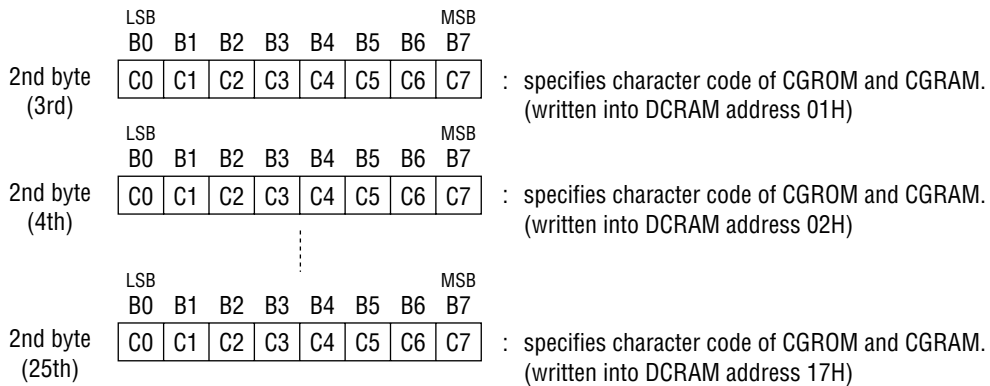 LSB MSB
B0 B1 B2 B3 B4 B5 B6 B7
2nd byte C0 C1 C2 C3 C4 C5 C6 C7 : specifies character code of CGROM and CGRAM.
(3rd) (written into DCRAM address 01H)
LSB MSB
B0 B1 B2 B3 B4 B5 B6 B7
2nd byte C0 C1 C2 C3 C4 C5 C6 C7 : specifies character code of CGROM and CGRAM.
(4th) (written into DCRAM address 02H)
LSB MSB
B0 B1 B2 B3 B4 B5 B6 B7
2nd byte C0 C1 C2 C3 C4 C5 C6 C7 : specifies character code of CGROM and CGRAM.
(25th) (written into DCRAM address 17H)